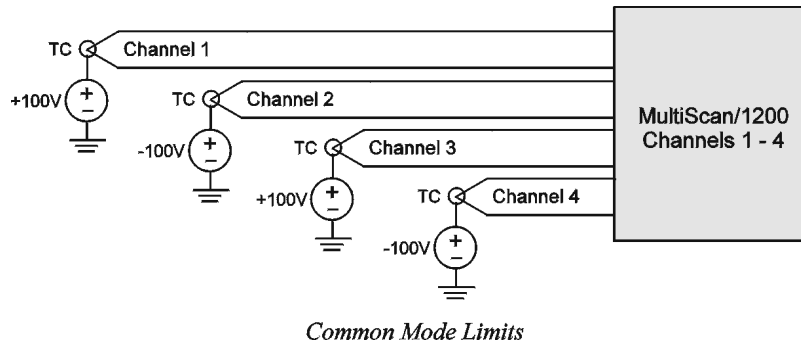 TC Channel 1
+100V
+
−
TC Channel 2
-100V
+
−
TC Channel 3
+100V
+
−
TC Channel 4
-100V
+
−
MultiScan/1200
Channels 1 - 4
Common Mode Limits